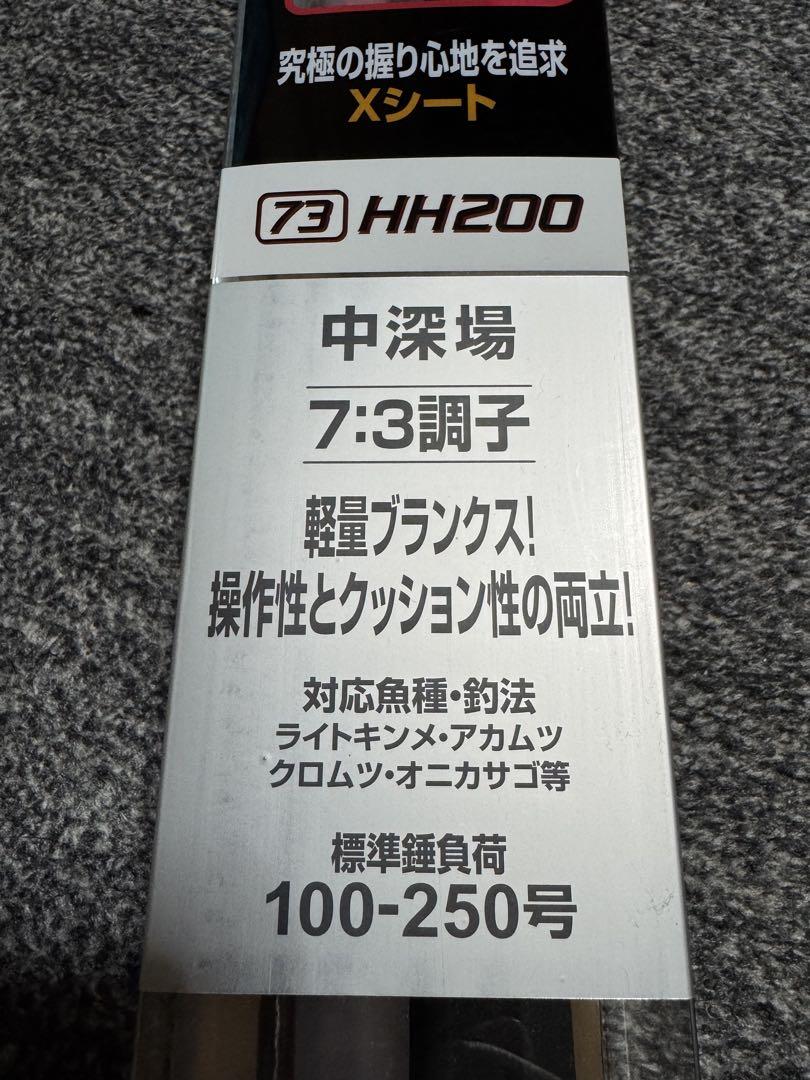 究極の握り心地を追求
Xシート
73 HH200
中深場
7:3調子
軽量ブランクス!
操作性とクッション性の両立!
対応魚種・釣法
ライトキンメ・アカムツ
クロムツ・オニカサゴ等
標準錘負荷
100-250号